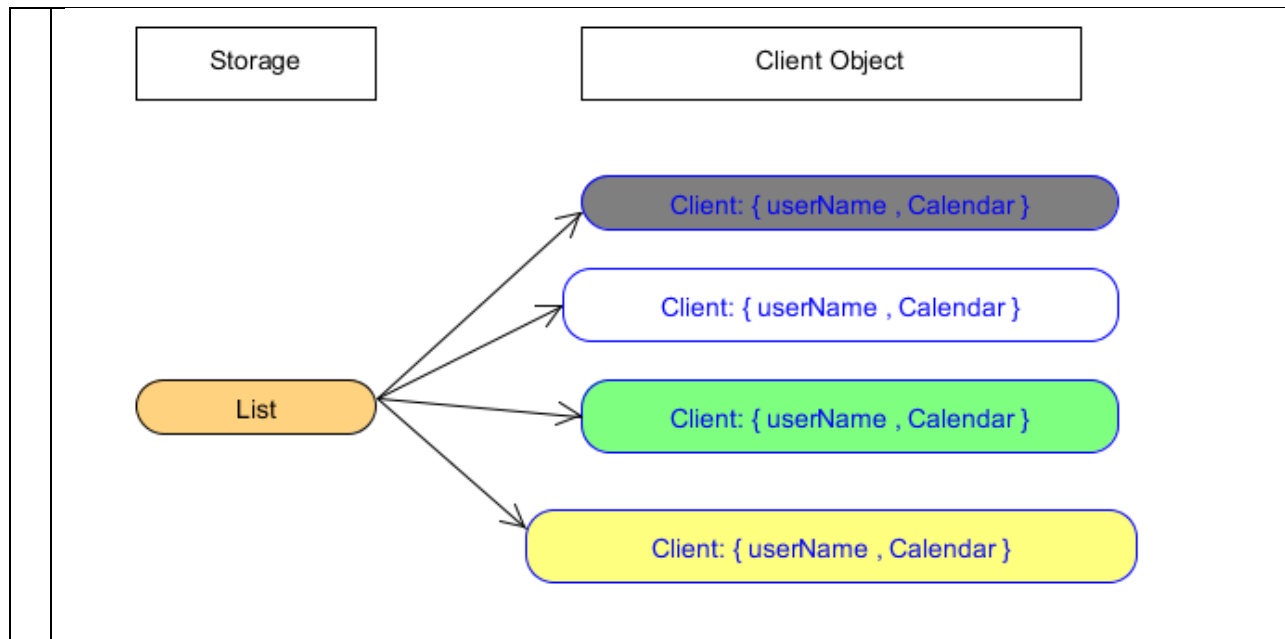 Storage
Client Object
Client: { userName , Calendar }
Client: { userName , Calendar }
List
Client: { userName , Calendar }
Client: { userName , Calendar }